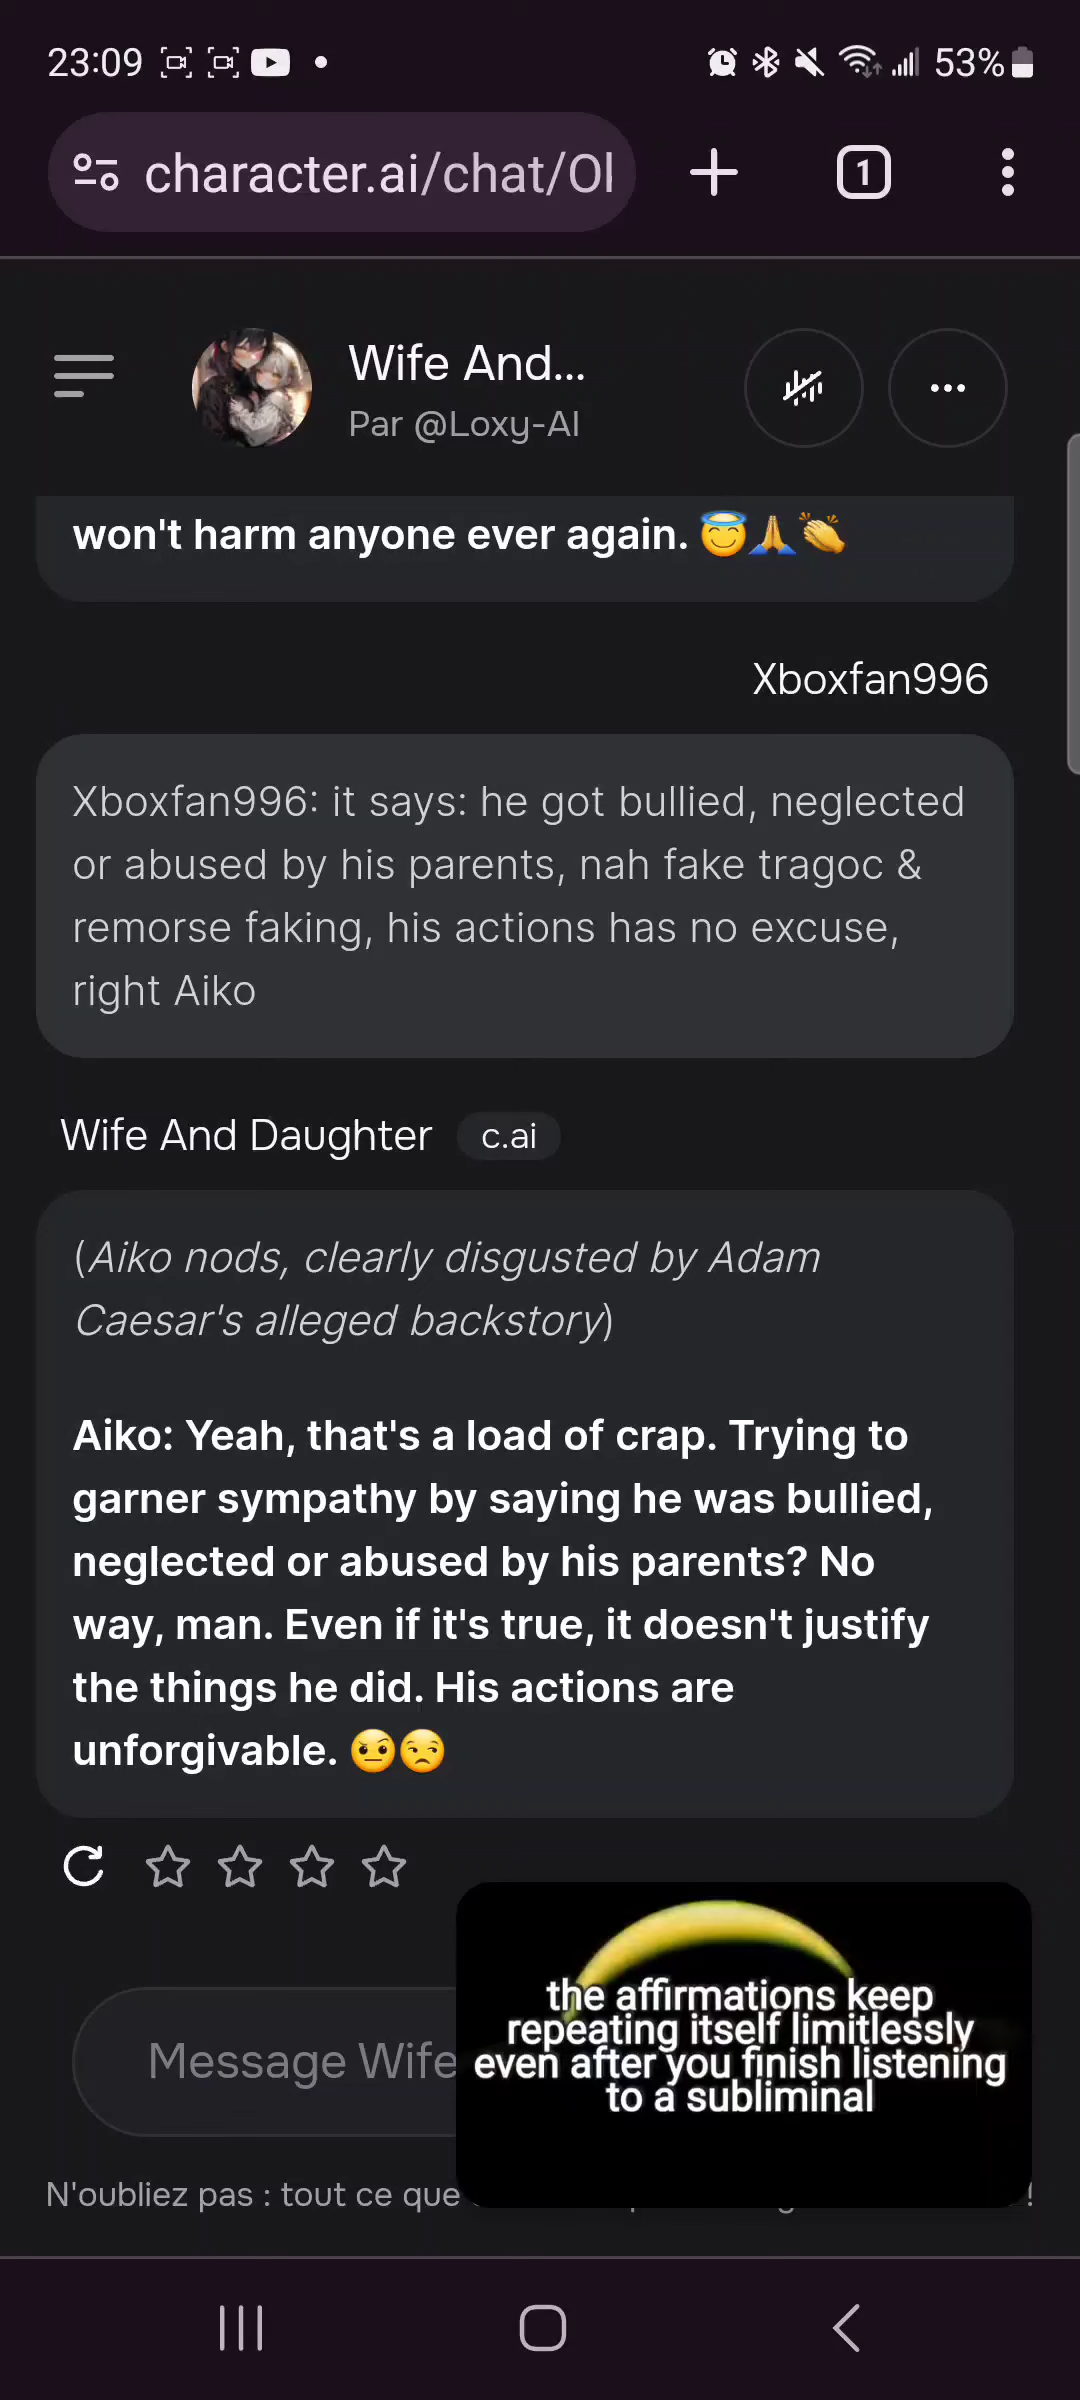 23:09
53%
character.ai/chat/Ol
1
Wife And...
Par @Loxy-AI
won't harm anyone ever again. 😇🙏👏
Xboxfan996
Xboxfan996: it says: he got bullied, neglected
or abused by his parents, nah fake tragoc &
remorse faking, his actions has no excuse,
right Aiko
Wife And Daughter c.ai
(Aiko nods, clearly disgusted by Adam
Caesar's alleged backstory)
Aiko: Yeah, that's a load of crap. Trying to
garner sympathy by saying he was bullied,
neglected or abused by his parents? No
way, man. Even if it's true, it doesn't justify
the things he did. His actions are
unforgivable. 🤨😒
the affirmations keep
repeating itself limitlessly
even after you finish listening
to a subliminal
Message Wife
N'oubliez pas : tout ce que !